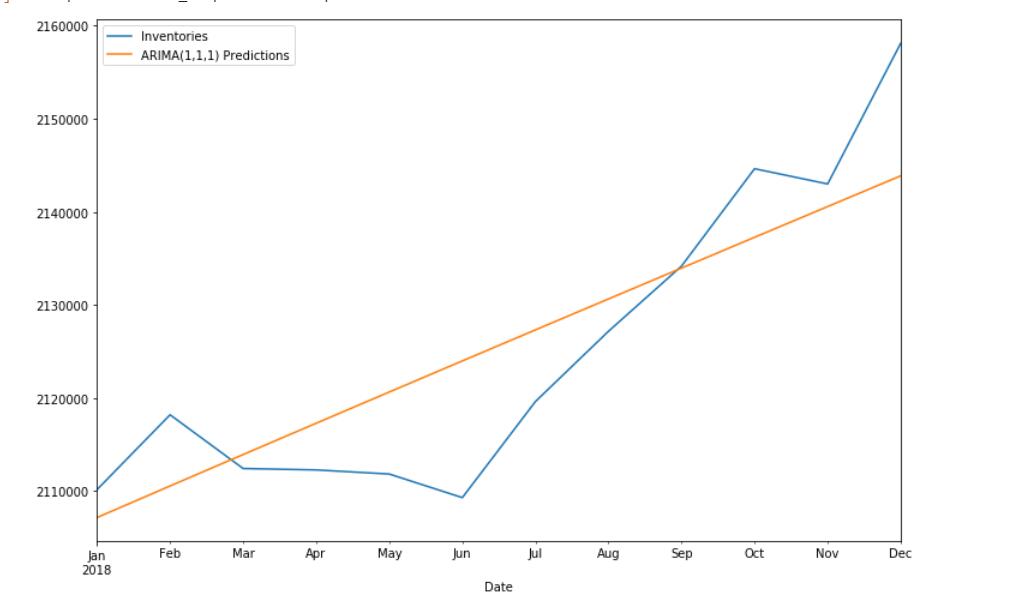 2160000
Inventories
ARIMA(1,1,1) Predictions
2150000
2140000
2130000
2120000
2110000
Jan Feb Mar Apr May Jun Jul Aug Sep Oct Nov Dec
2018
Date